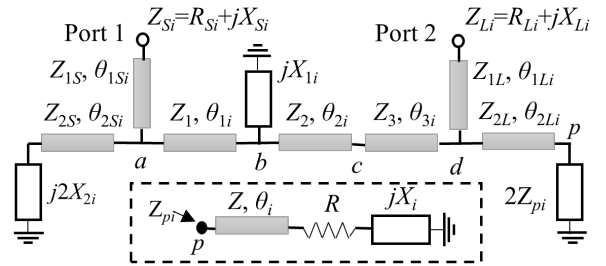 Z_{Si}=R_{Si}+jX_{Si} Z_{Li}=R_{Li}+jX_{Li}
Port 1 Port 2
Z_{1S}, θ_{1Si} jX_{1i} Z_{1L}, θ_{1Li}
Z_{2S}, θ_{2Si} Z_1, θ_{1i} Z_2, θ_{2i} Z_3, θ_{3i} Z_{2L}, θ_{2Li} p
a b c d
j2X_{2i} 2Z_{pi}
Z_{pi} Z, θ_i R jX_i
p